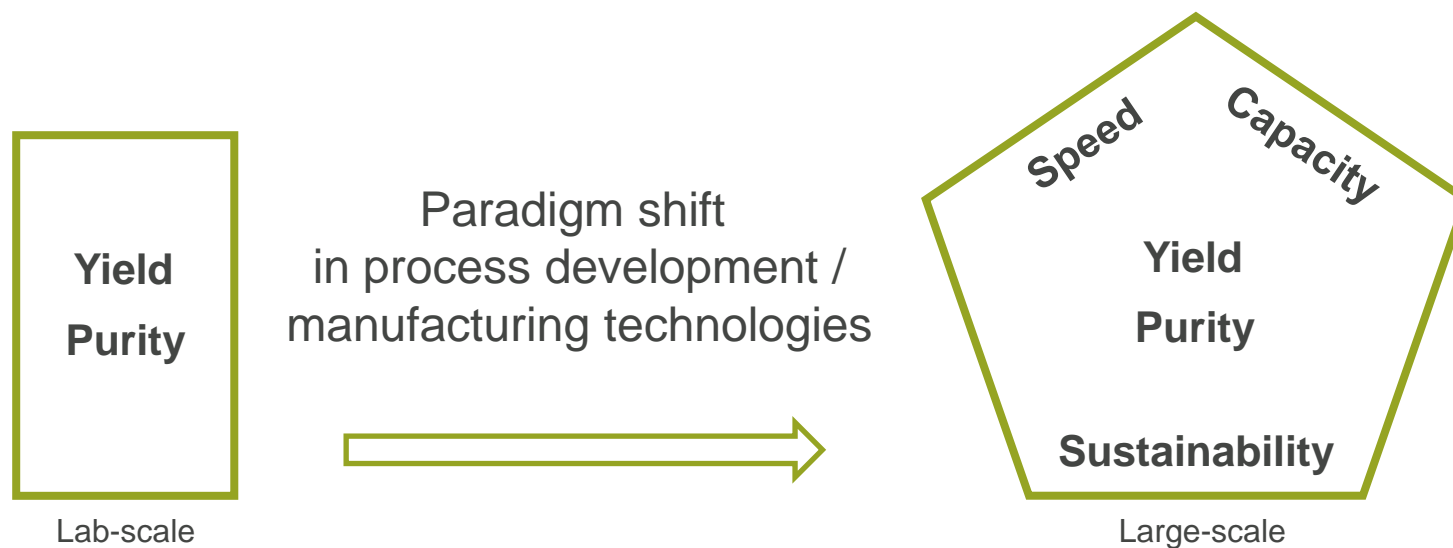 Yield
Purity
Lab-scale
Paradigm shift
in process development /
manufacturing technologies
Speed
Capacity
Yield
Purity
Sustainability
Large-scale